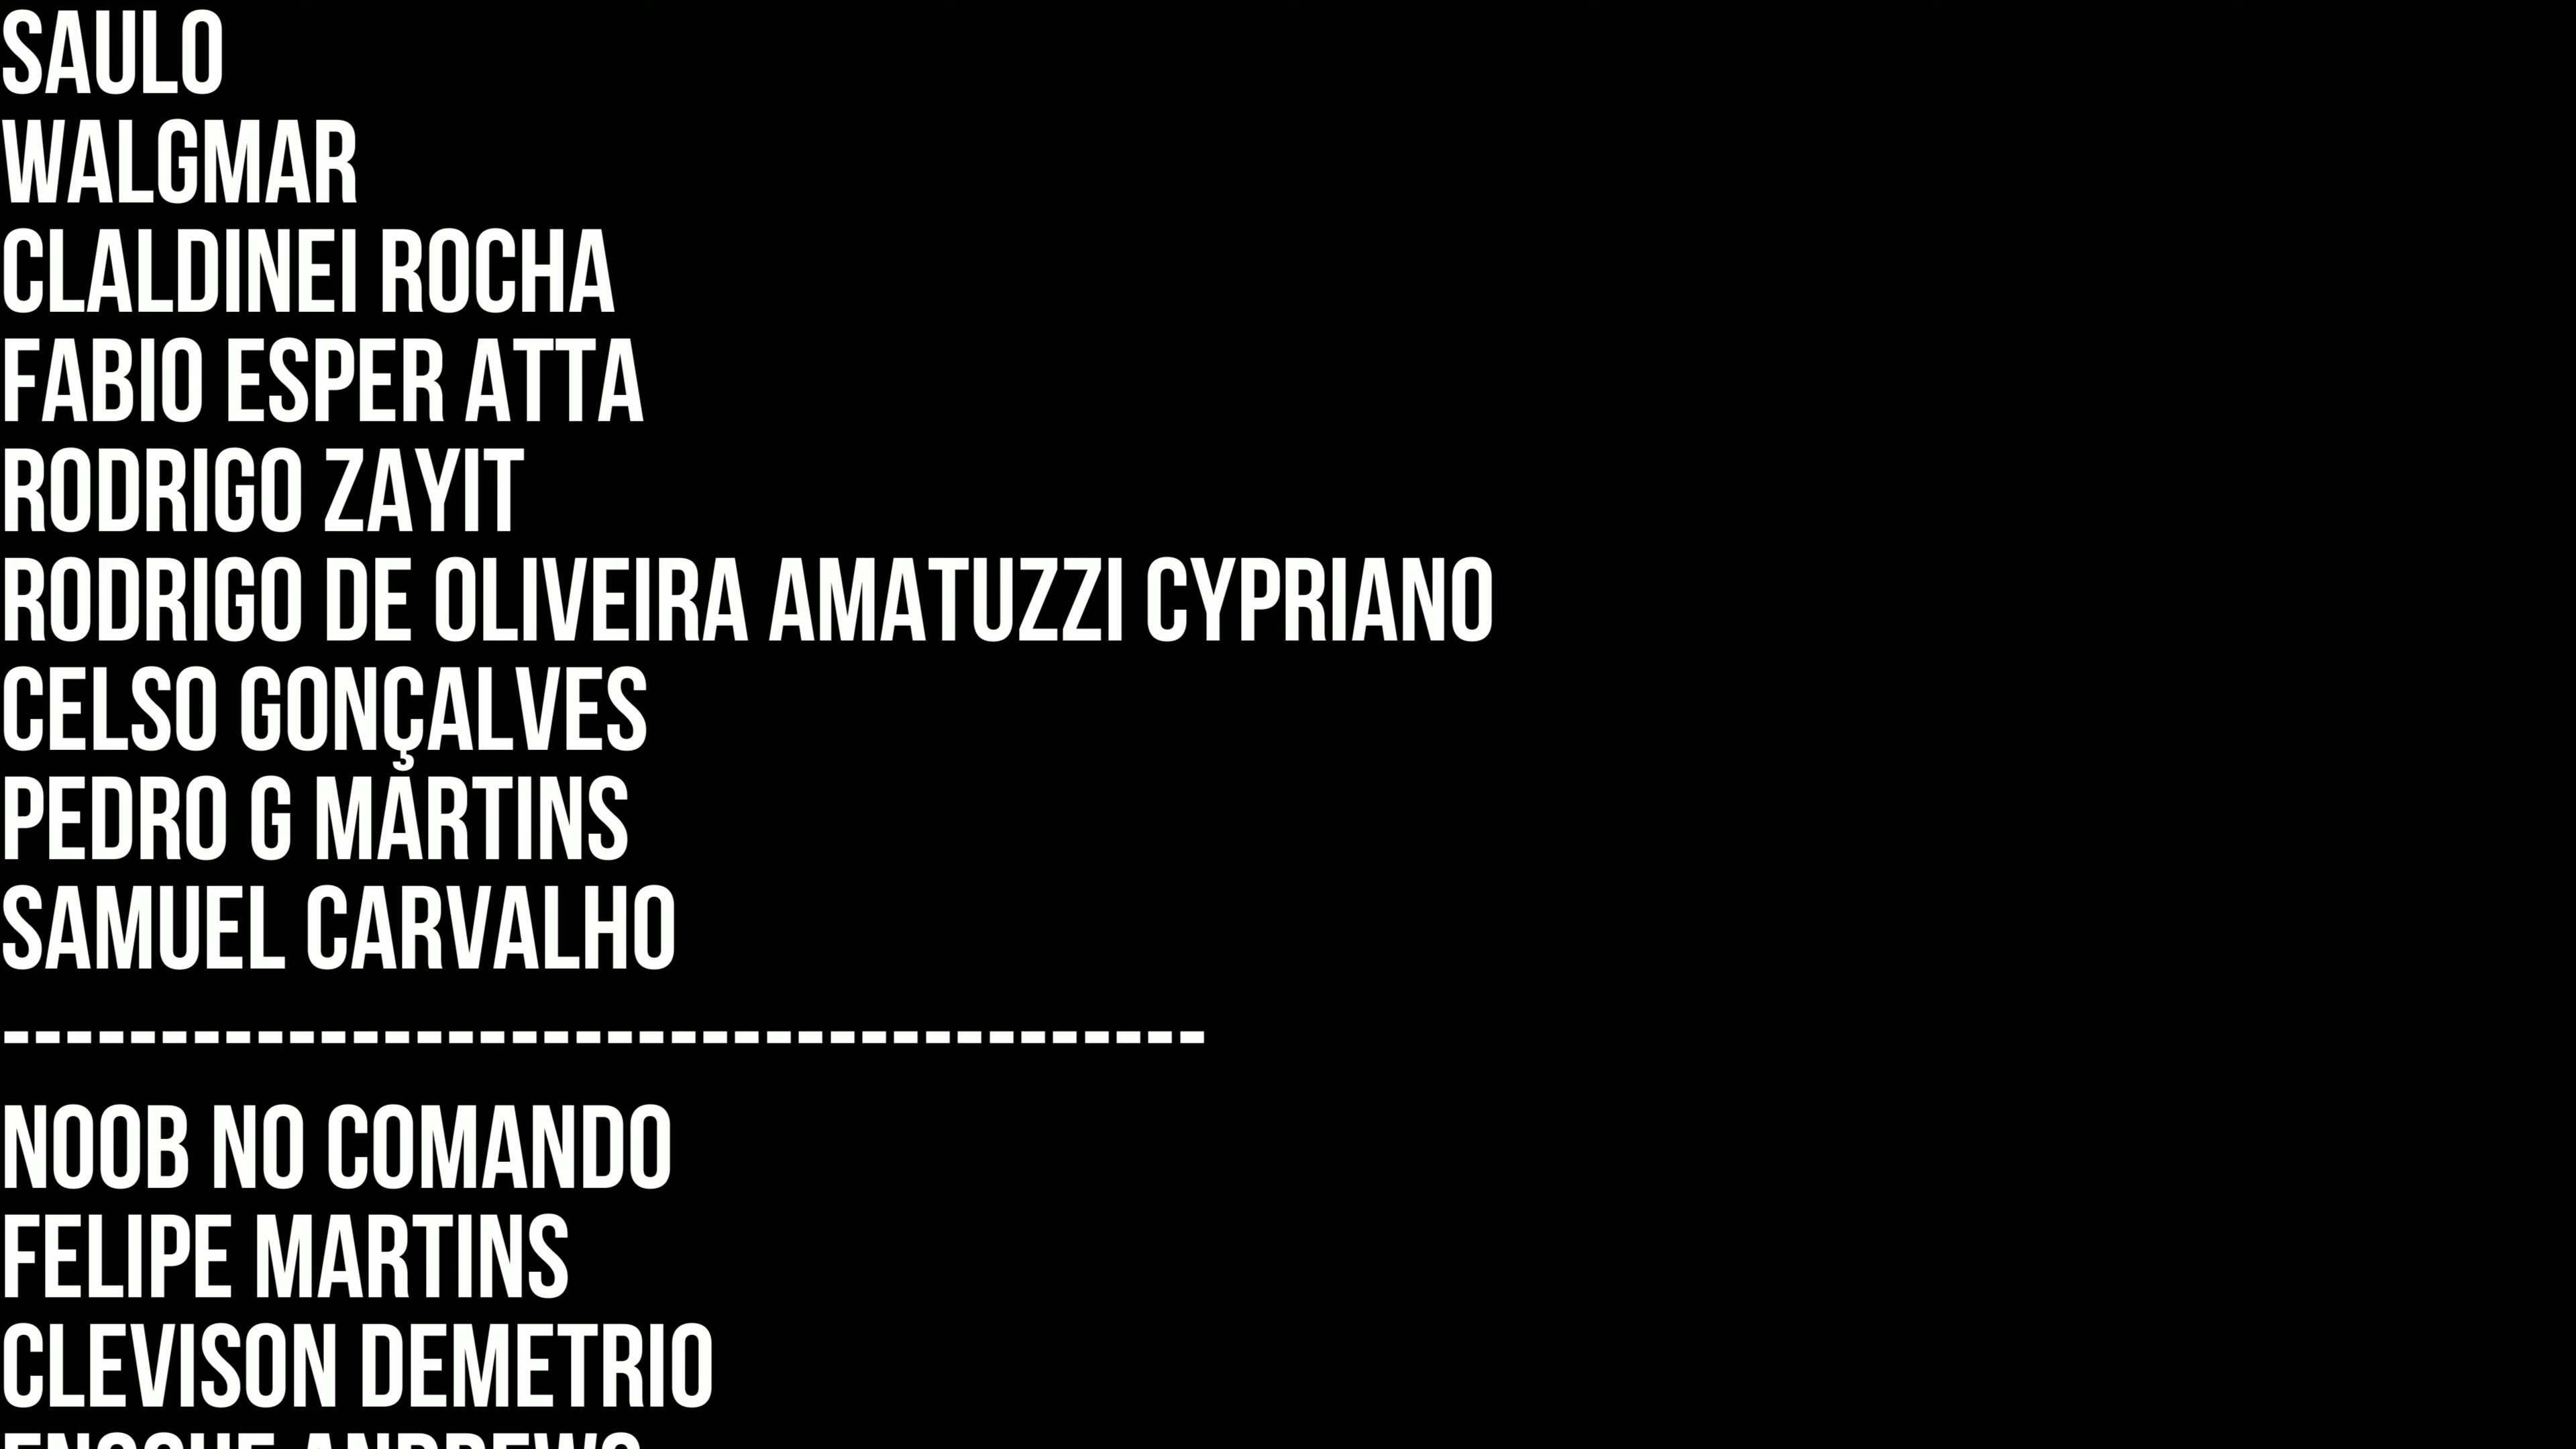 SAULO
WALGMAR
CLALDINEI ROCHA
FABIO ESPER ATTA
RODRIGO ZAYIT
RODRIGO DE OLIVEIRA AMATUZZI CYPRIANO
CELSO GONÇALVES
PEDRO G MARTINS
SAMUEL CARVALHO
--------------------------------------
NOOB NO COMANDO
FELIPE MARTINS
CLEVISON DEMETRIO